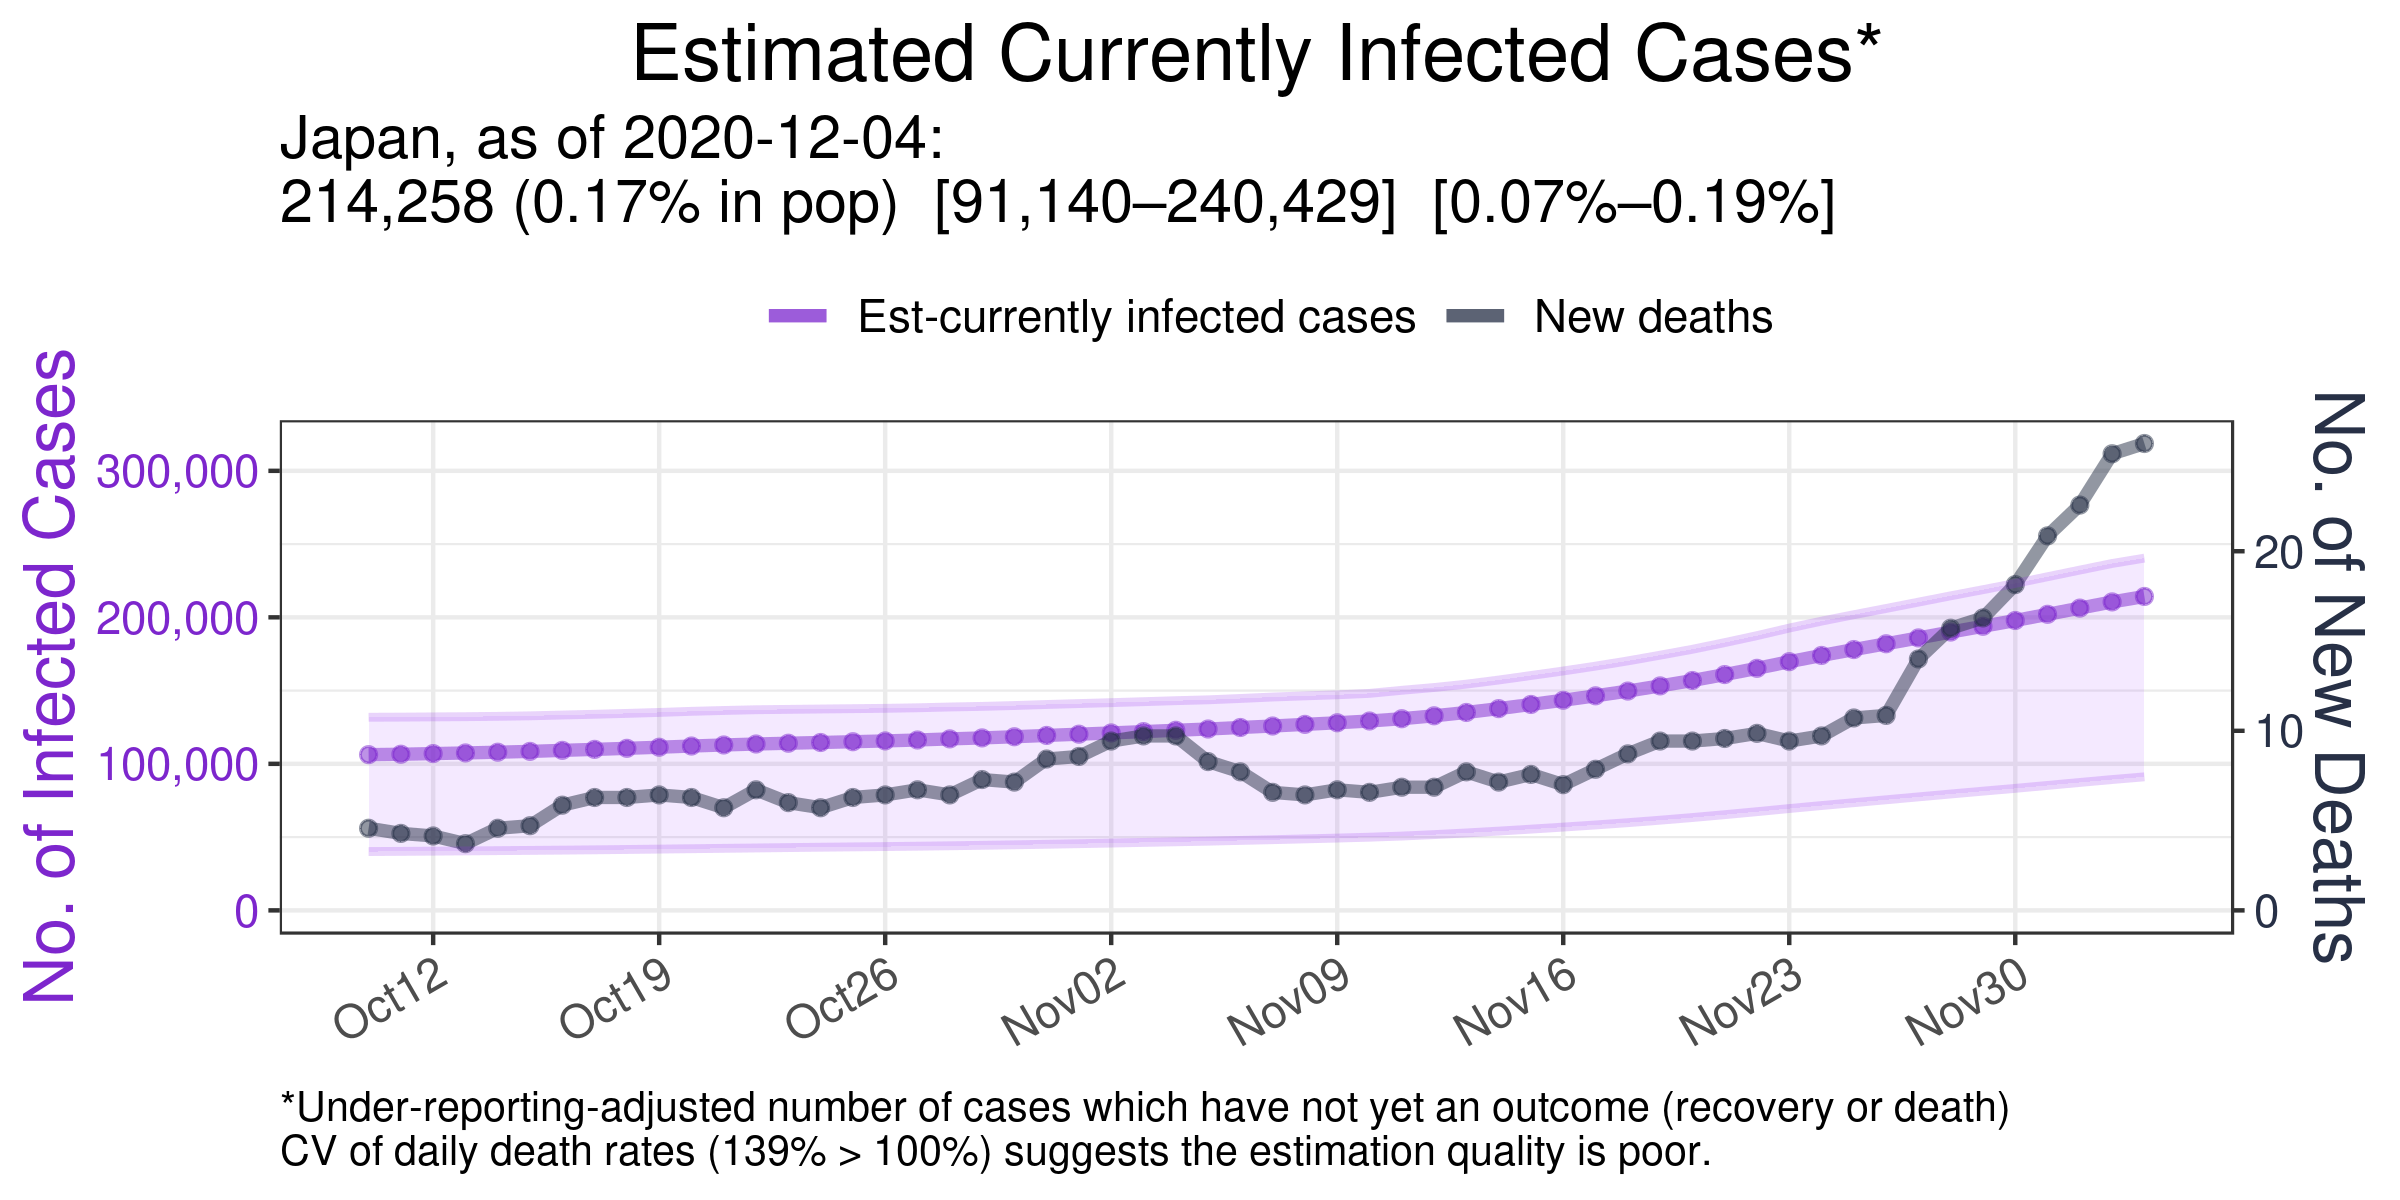 Estimated Currently Infected Cases*
Japan, as of 2020-12-04:
214,258 (0.17% in pop)  [91,140–240,429]  [0.07%–0.19%]
Est-currently infected cases
New deaths
No. of Infected Cases
300,000
200,000
100,000
0
20
10
0
No. of New Deaths
Oct12
Oct19
Oct26
Nov02
Nov09
Nov16
Nov23
Nov30
*Under-reporting-adjusted number of cases which have not yet an outcome (recovery or death)
CV of daily death rates (139% > 100%) suggests the estimation quality is poor.